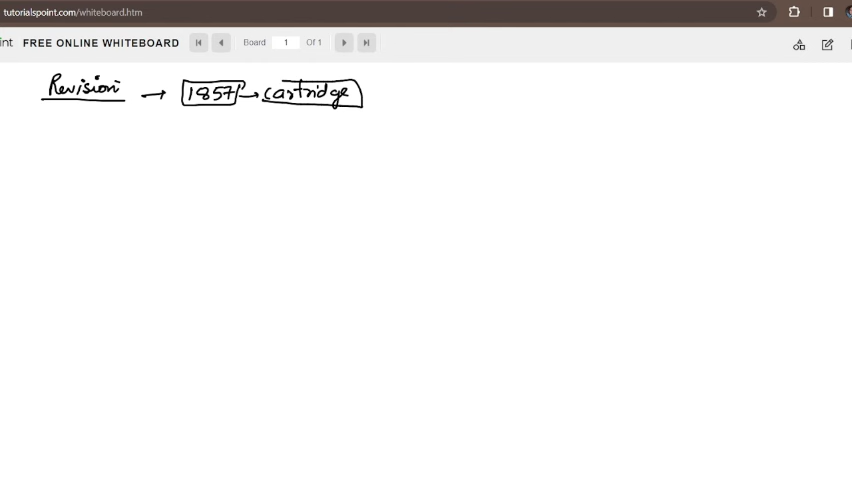 tutorialspoint.com/whiteboard.htm
int FREE ONLINE WHITEBOARD Board 1 Of 1
Revision → 1857 → cartridge